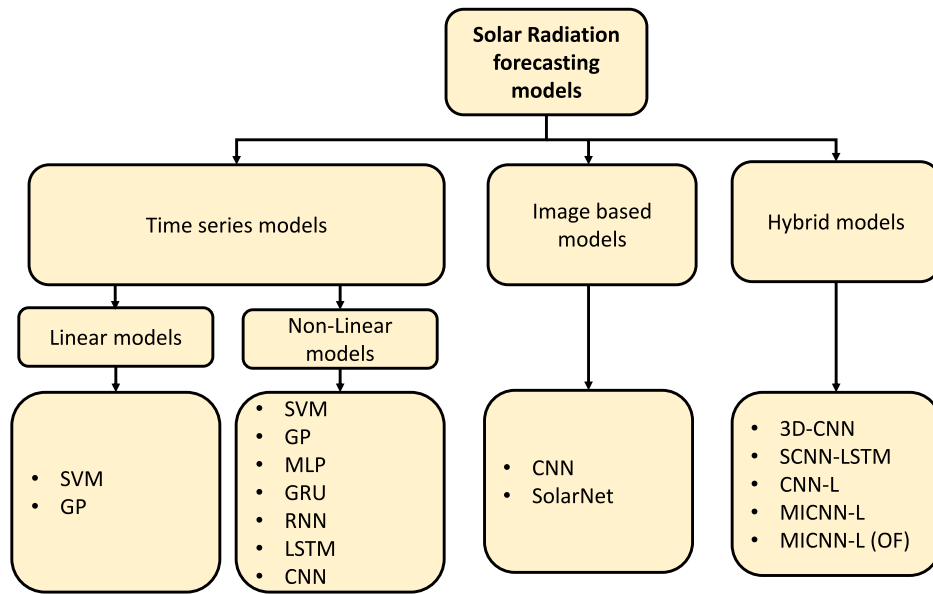 Solar Radiation
forecasting
models
Time series models
Image based
models
Hybrid models
Linear models
Non-Linear
models
• SVM
• GP
• SVM
• GP
• MLP
• GRU
• RNN
• LSTM
• CNN
• CNN
• SolarNet
• 3D-CNN
• SCNN-LSTM
• CNN-L
• MICNN-L
• MICNN-L (OF)